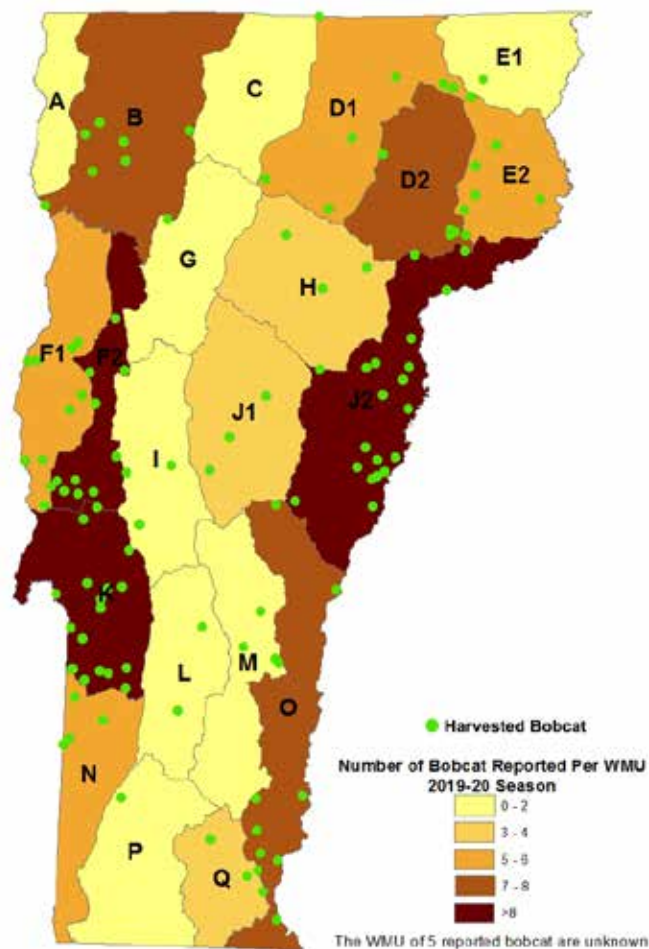 E1
A
B
C
D1
D2
E2
G
H
F1
F2
J1
J2
I
K
L
M
O
N
P
Q
Harvested Bobcat
Number of Bobcat Reported Per WMU
2019-20 Season
0 - 2
3 - 4
5 - 6
7 - 8
>8
The WMU of 5 reported bobcat are unknown